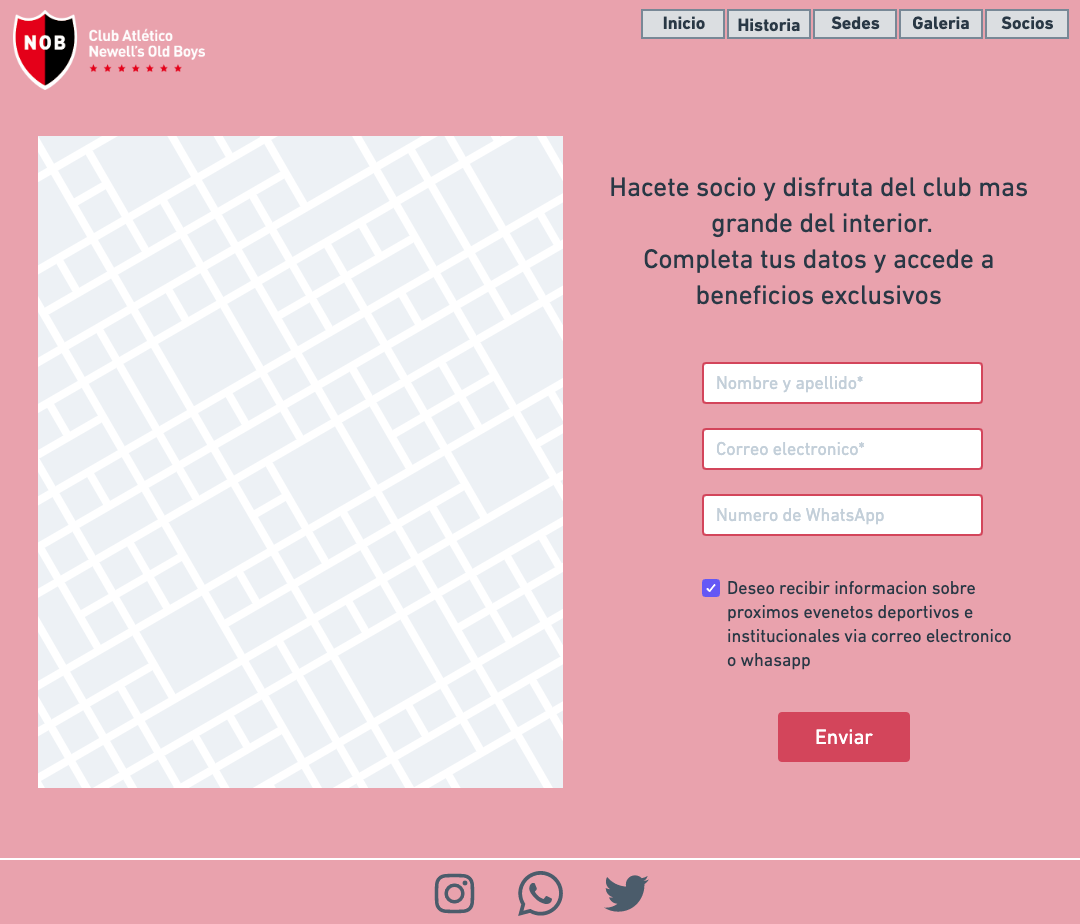 NOB
Club Atlético
Newell's Old Boys
Inicio
Historia
Sedes
Galeria
Socios
Hacete socio y disfruta del club mas
grande del interior.
Completa tus datos y accede a
beneficios exclusivos
Nombre y apellido*
Correo electronico*
Numero de WhatsApp
Deseo recibir informacion sobre
proximos evenetos deportivos e
institucionales via correo electronico
o whasapp
Enviar